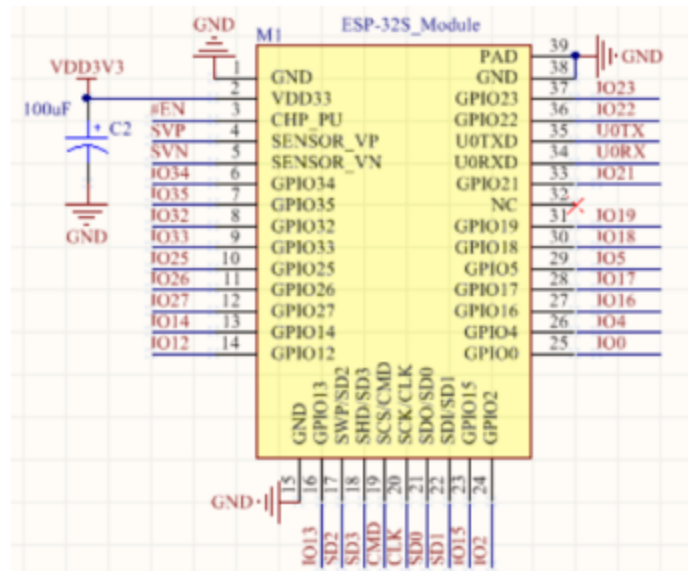 GND
M1
ESP-32S_Module
VDD3V3
100uF
C2
GND
#EN
SVP
SVN
IO34
IO35
IO32
IO33
IO25
IO26
IO27
IO14
IO12
1 GND
2 VDD33
3 CHP_PU
4 SENSOR_VP
5 SENSOR_VN
6 GPIO34
7 GPIO35
8 GPIO32
9 GPIO33
10 GPIO25
11 GPIO26
12 GPIO27
13 GPIO14
14 GPIO12
PAD 39 GND
GND 38
GPIO23 37 IO23
GPIO22 36 IO22
U0TXD 35 U0TX
U0RXD 34 U0RX
GPIO21 33 IO21
NC 32
GPIO19 31 IO19
GPIO18 30 IO18
GPIO5 29 IO5
GPIO17 28 IO17
GPIO16 27 IO16
GPIO4 26 IO4
GPIO0 25 IO0
GND 15 GND
GPIO13 16 IO13
SWP/SD2 17 SD2
SHD/SD3 18 SD3
SCS/CMD 19 CMD
SCK/CLK 20 CLK
SDO/SD0 21 SD0
SDI/SD1 22 SD1
GPIO15 23 IO15
GPIO2 24 IO2